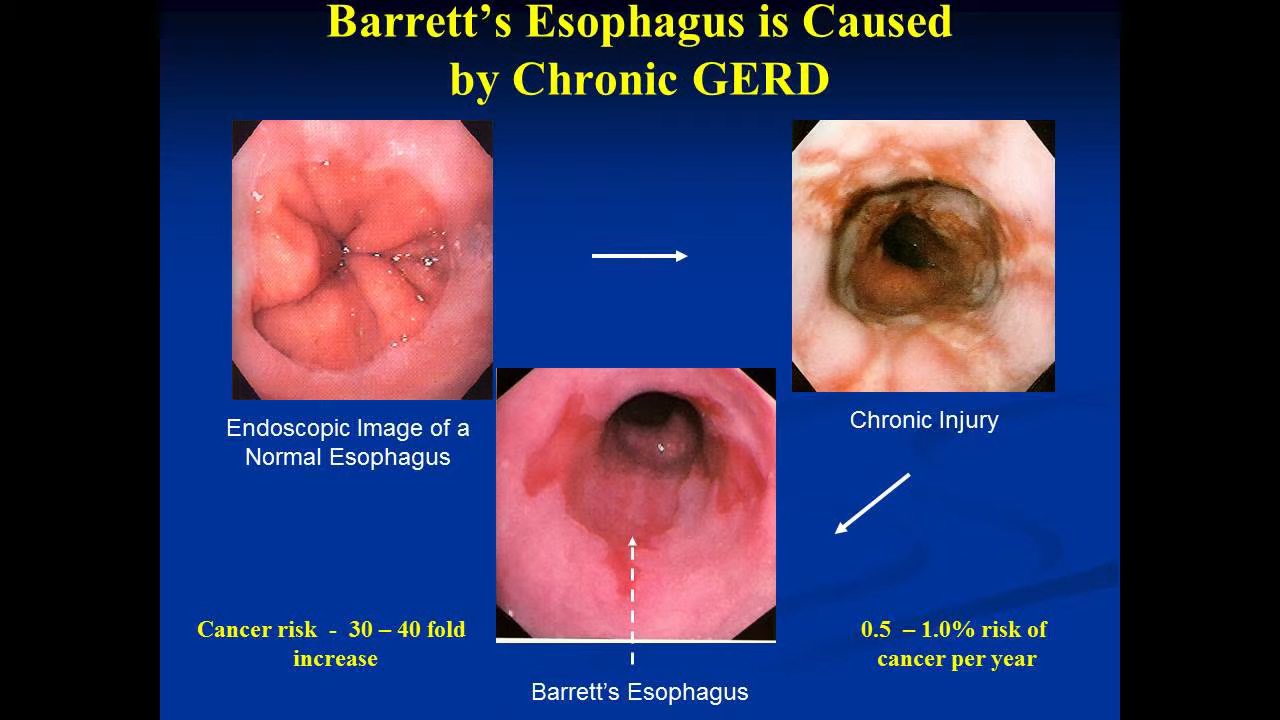 Barrett’s Esophagus is Caused
by Chronic GERD
Endoscopic Image of a
Normal Esophagus
Chronic Injury
Cancer risk - 30 – 40 fold
increase
0.5 – 1.0% risk of
cancer per year
Barrett’s Esophagus